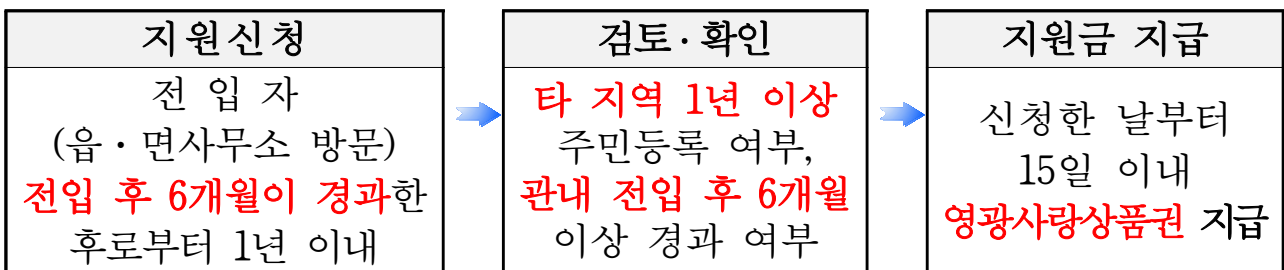 지원신청
전 입 자
(읍·면사무소 방문)
전입 후 6개월이 경과한
후로부터 1년 이내
검토·확인
타 지역 1년 이상
주민등록 여부,
관내 전입 후 6개월
이상 경과 여부
지원금 지급
신청한 날부터
15일 이내
영광사랑상품권 지급